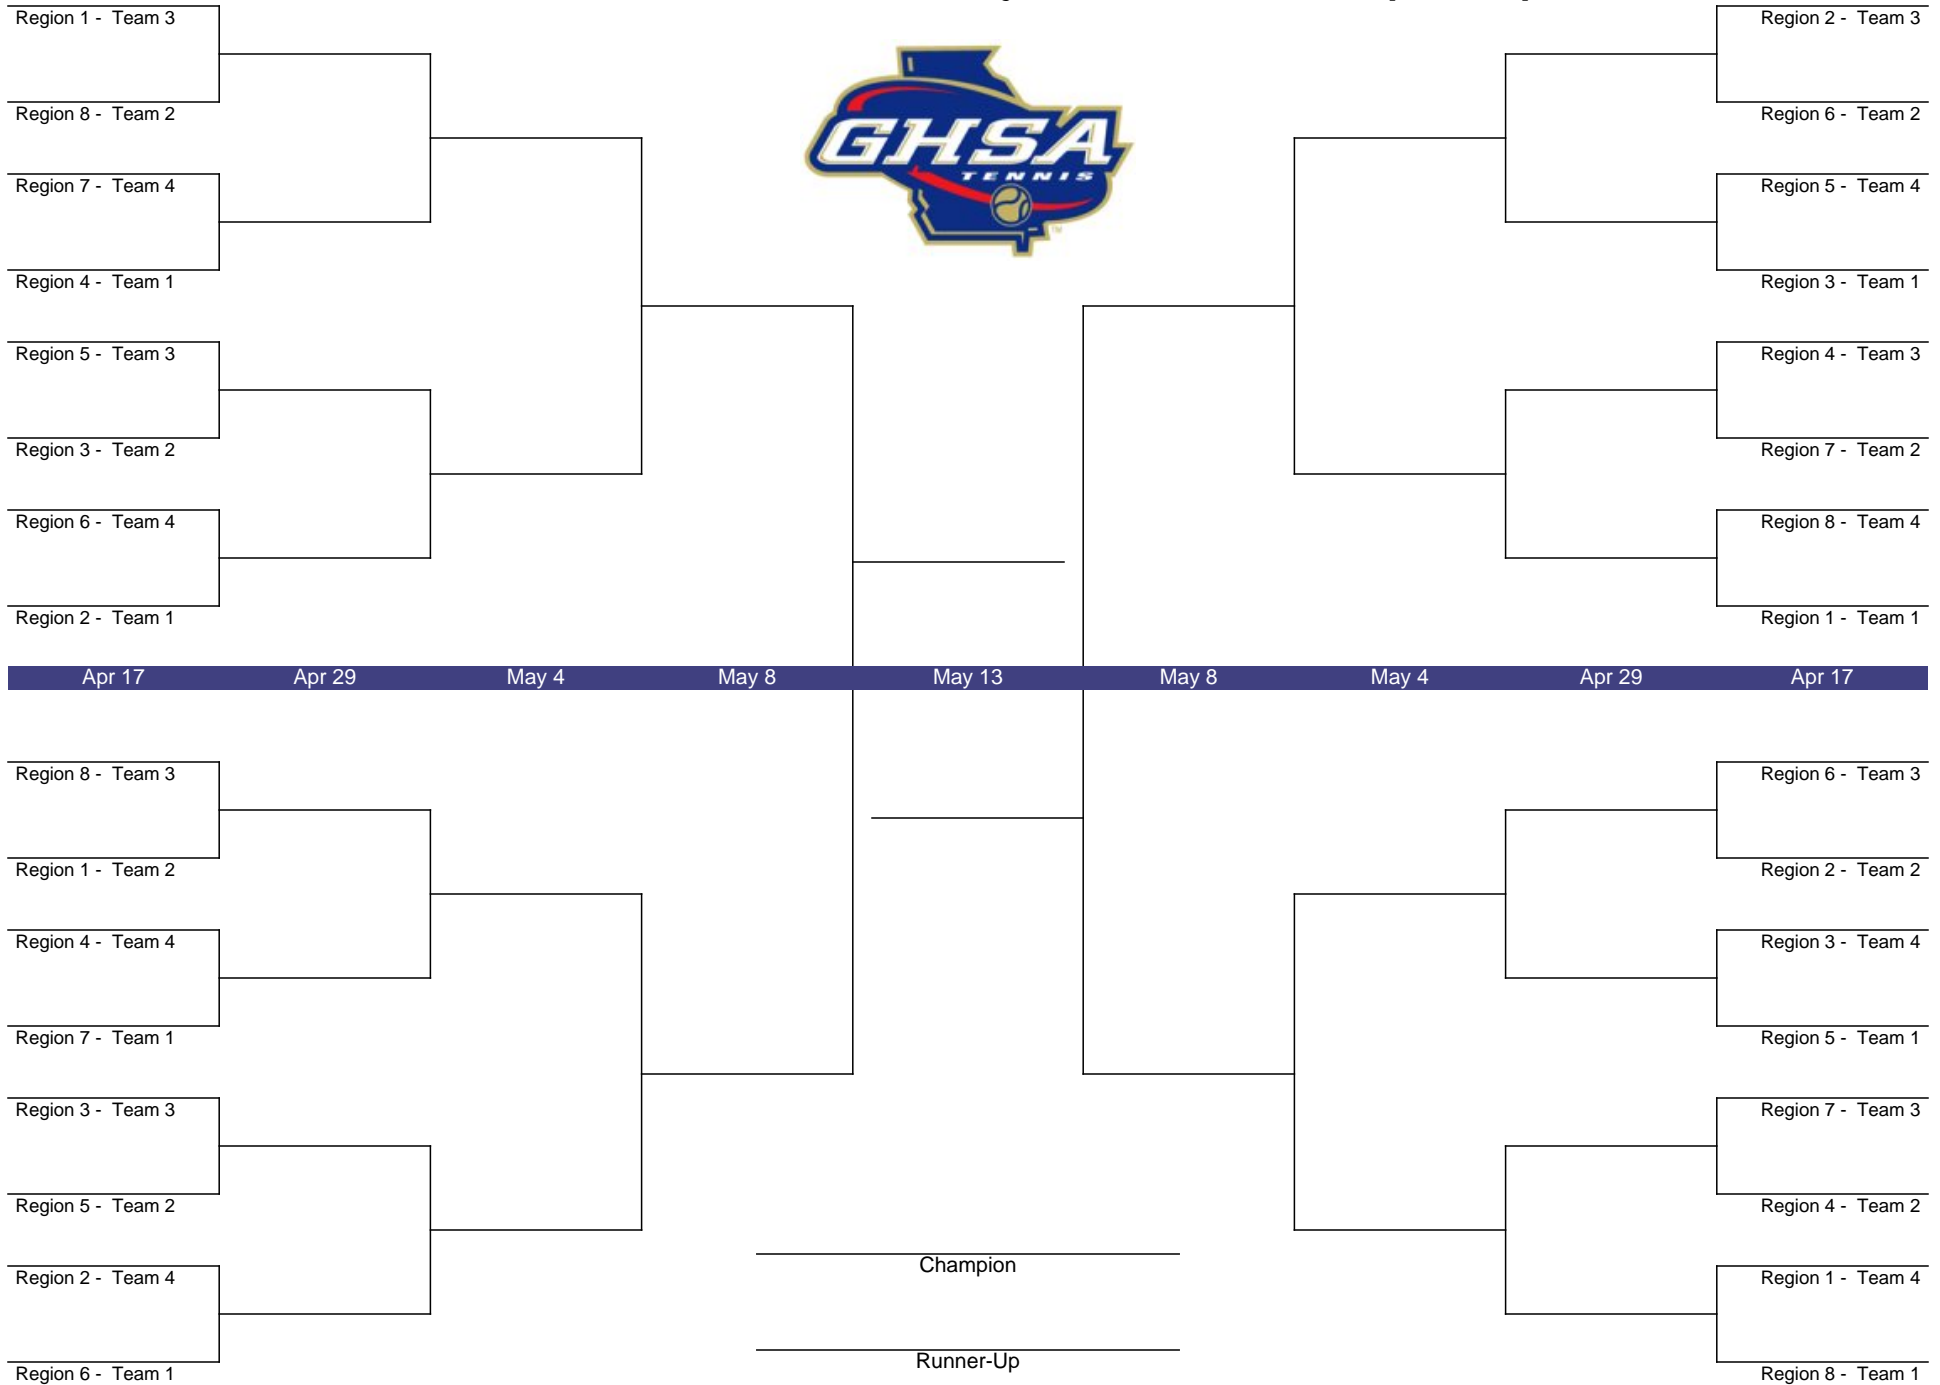 Region 1 - Team 3
Region 2 - Team 3
Region 8 - Team 2
Region 6 - Team 2
GHSA
TENNIS
TM
Region 7 - Team 4
Region 5 - Team 4
Region 4 - Team 1
Region 3 - Team 1
Region 5 - Team 3
Region 4 - Team 3
Region 3 - Team 2
Region 7 - Team 2
Region 6 - Team 4
Region 8 - Team 4
Region 2 - Team 1
Region 1 - Team 1
Apr 17 Apr 29 May 4 May 8 May 13 May 8 May 4 Apr 29 Apr 17
Region 8 - Team 3
Region 6 - Team 3
Region 1 - Team 2
Region 2 - Team 2
Region 4 - Team 4
Region 3 - Team 4
Region 7 - Team 1
Region 5 - Team 1
Region 3 - Team 3
Region 7 - Team 3
Region 5 - Team 2
Region 4 - Team 2
Champion
Region 2 - Team 4
Region 1 - Team 4
Runner-Up
Region 6 - Team 1
Region 8 - Team 1